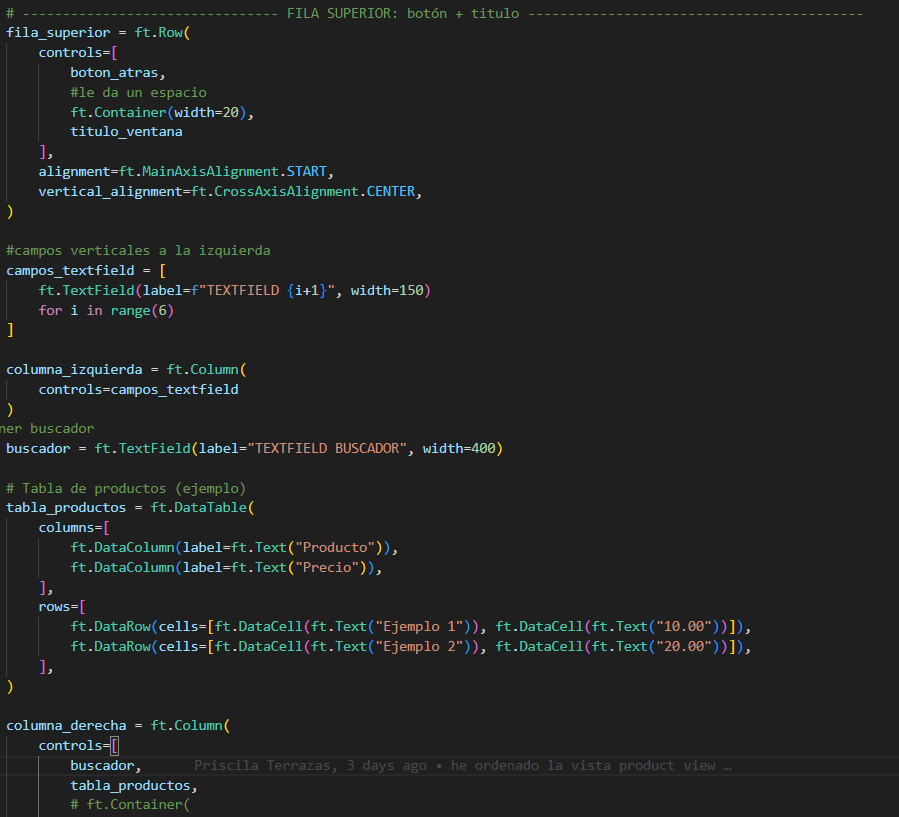 # -------------------------------- FILA SUPERIOR: botón + titulo ------------------------------------------
fila_superior = ft.Row(
    controls=[
        boton_atras,
        #le da un espacio
        ft.Container(width=20),
        titulo_ventana
    ],
    alignment=ft.MainAxisAlignment.START,
    vertical_alignment=ft.CrossAxisAlignment.CENTER,
)

#campos verticales a la izquierda
campos_textfield = [
    ft.TextField(label=f"TEXTFIELD {i+1}", width=150)
    for i in range(6)
]

columna_izquierda = ft.Column(
    controls=campos_textfield
)
ner buscador
buscador = ft.TextField(label="TEXTFIELD BUSCADOR", width=400)

# Tabla de productos (ejemplo)
tabla_productos = ft.DataTable(
    columns=[
        ft.DataColumn(label=ft.Text("Producto")),
        ft.DataColumn(label=ft.Text("Precio")),
    ],
    rows=[
        ft.DataRow(cells=[ft.DataCell(ft.Text("Ejemplo 1")), ft.DataCell(ft.Text("10.00"))]),
        ft.DataRow(cells=[ft.DataCell(ft.Text("Ejemplo 2")), ft.DataCell(ft.Text("20.00"))]),
    ],
)

columna_derecha = ft.Column(
    controls=[
        buscador,      Priscila Terrazas, 3 days ago • he ordenado la vista product view …
        tabla_productos,
        # ft.Container(